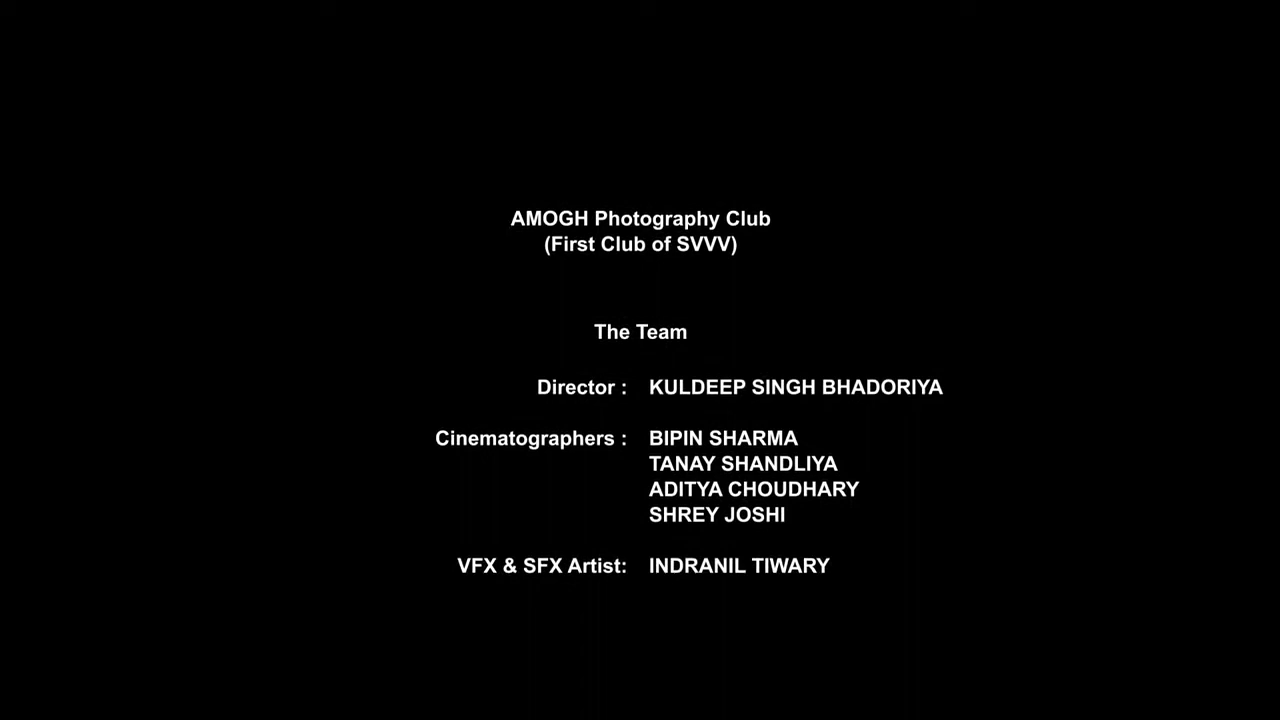 AMOGH Photography Club
(First Club of SVVV)
The Team
Director : KULDEEP SINGH BHADORIYA
Cinematographers : BIPIN SHARMA
TANAY SHANDLIYA
ADITYA CHOUDHARY
SHREY JOSHI
VFX & SFX Artist: INDRANIL TIWARY